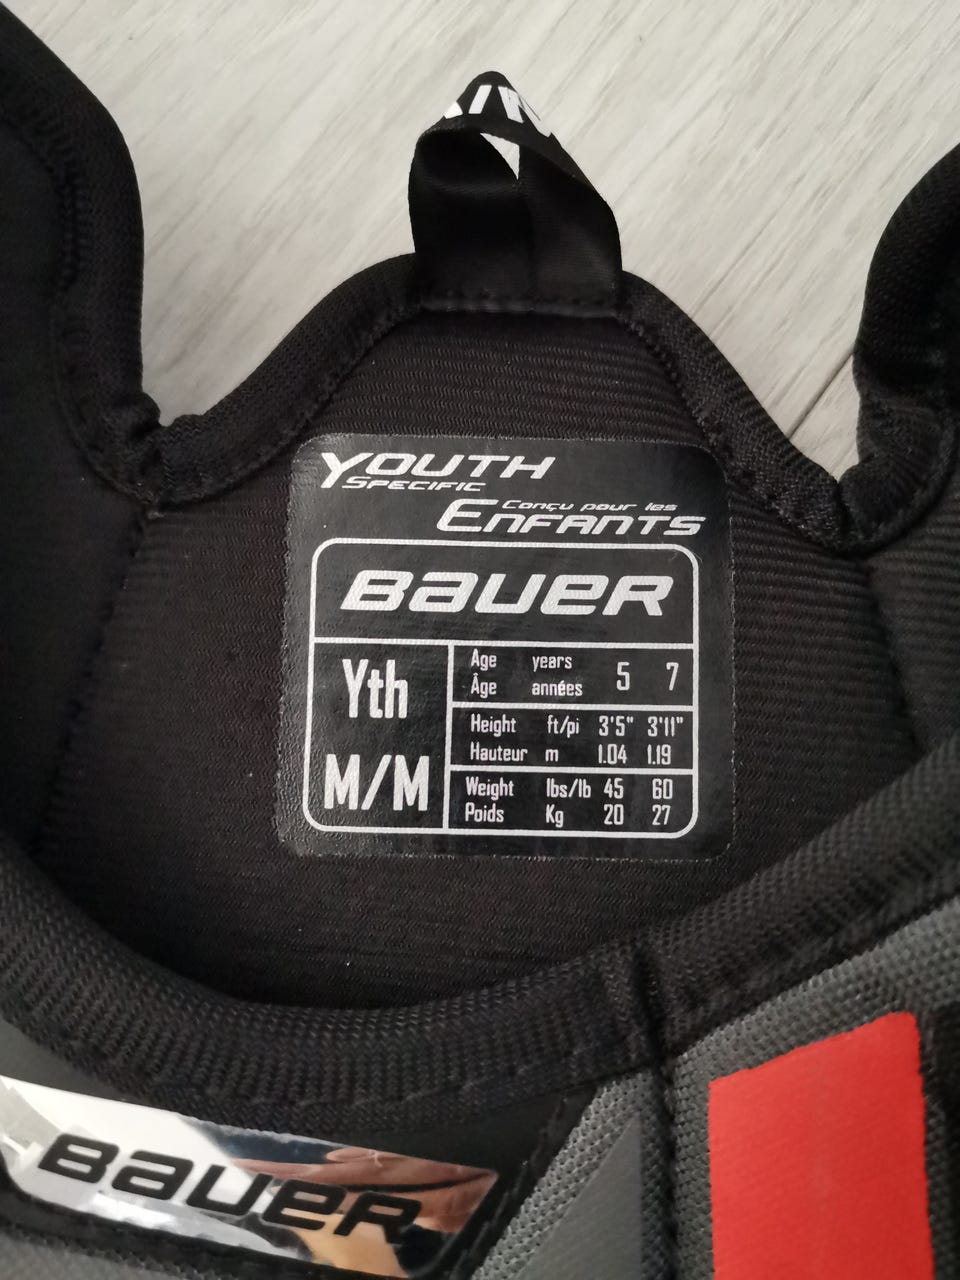 YOUTH
SPECIFIC
Conçu pour les
ENFANTS
BAUER
Yth
M/M
Age years 5 7
Âge années
Height ft/pi 3'5" 3'11"
Hauteur m 1.04 1.19
Weight lbs/lb 45 60
Poids Kg 20 27
BAUER